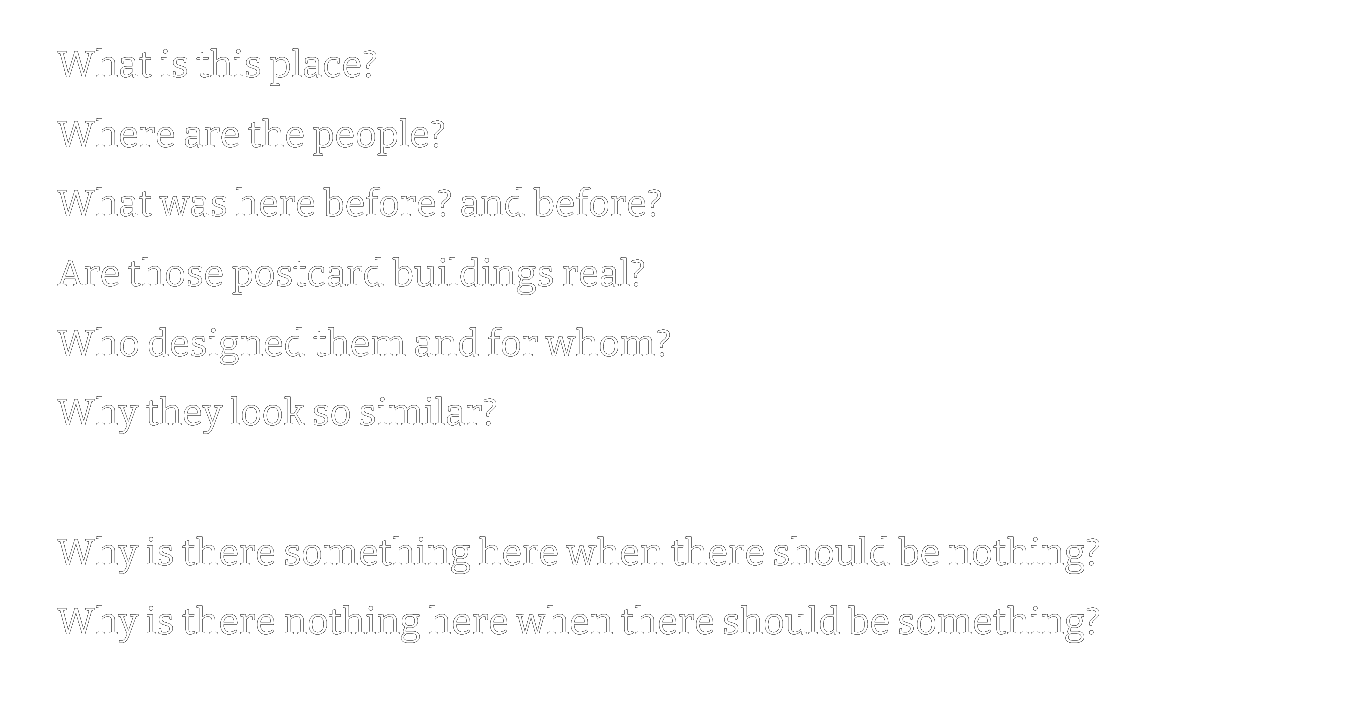 What is this place?
Where are the people?
What was here before? and before?
Are those postcard buildings real?
Who designed them and for whom?
Why they look so similar?
Why is there something here when there should be nothing?
Why is there nothing here when there should be something?